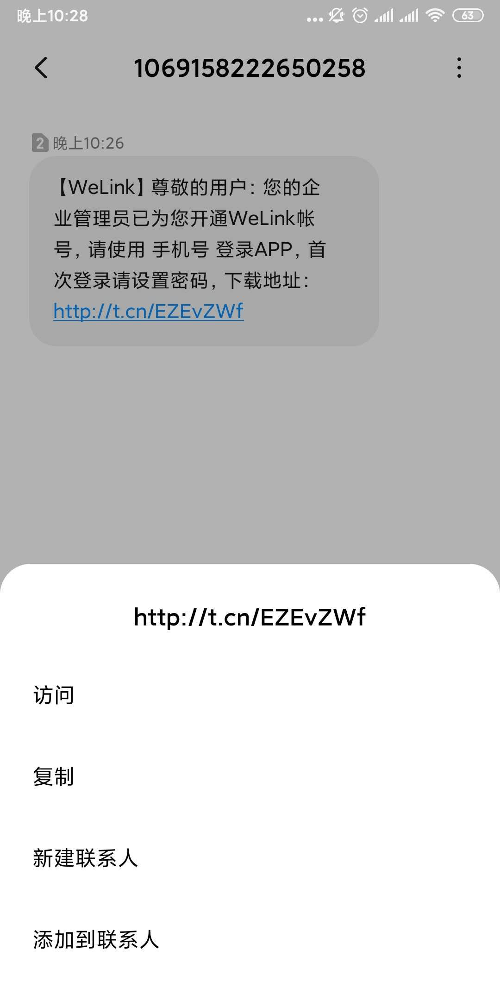 晚上10:28
63
1069158222650258
2 晚上10:26
【WeLink】尊敬的用户：您的企
业管理员已为您开通WeLink帐
号，请使用 手机号 登录APP，首
次登录请设置密码，下载地址：
http://t.cn/EZEvZWf
http://t.cn/EZEvZWf
访问
复制
新建联系人
添加到联系人